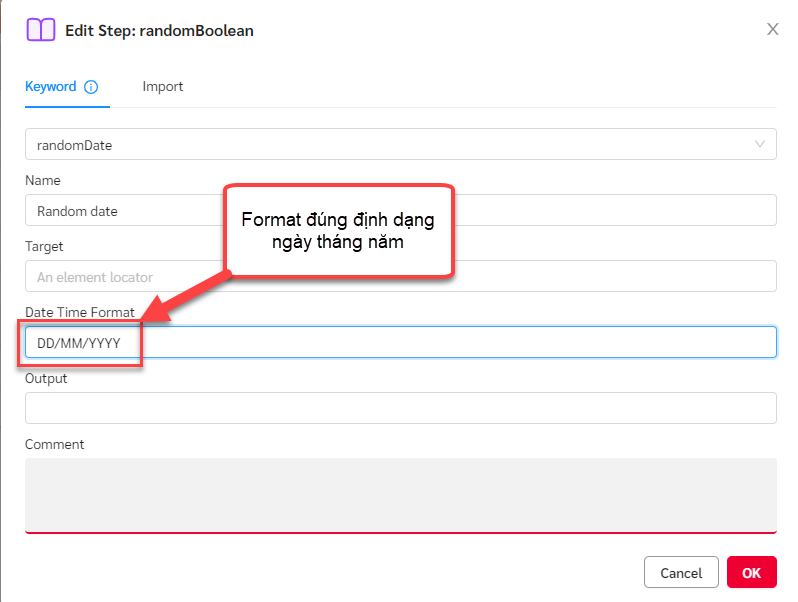 Edit Step: randomBoolean
Keyword
Import
randomDate
Name
Random date
Format đúng định dạng
ngày tháng năm
Target
An element locator
Date Time Format
DD/MM/YYYY
Output
Comment
Cancel
OK